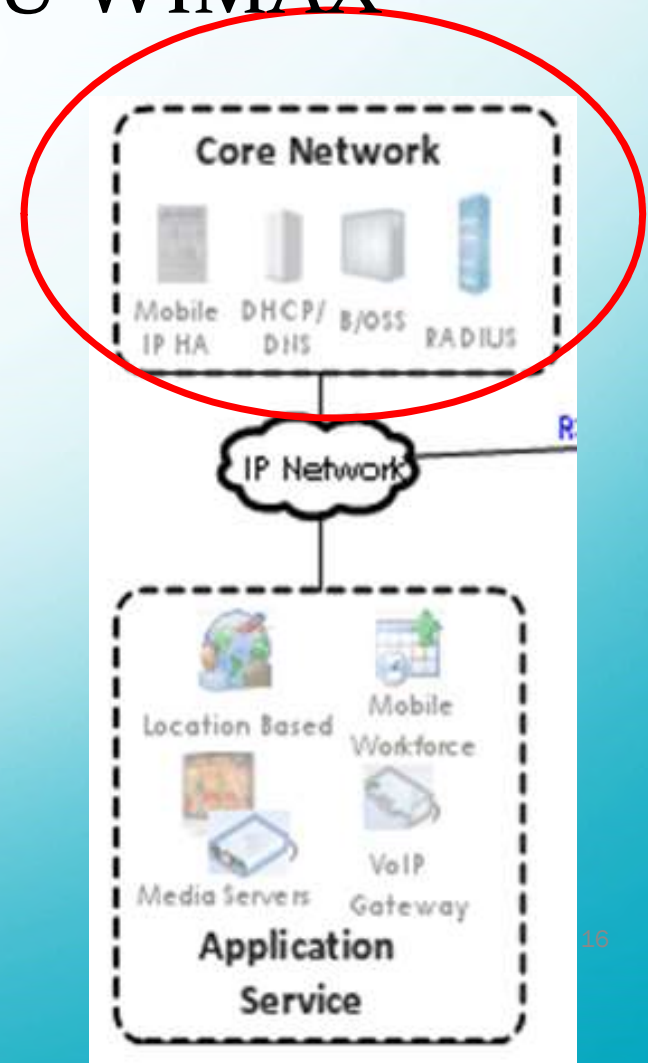 WIMAX
Core Network
Mobile
IP HA
DHCP/
DNS
B/OSS
RADIUS
IP Network
Location Based
Mobile
Workforce
Media Servers
VoIP
Gateway
Application
Service
16